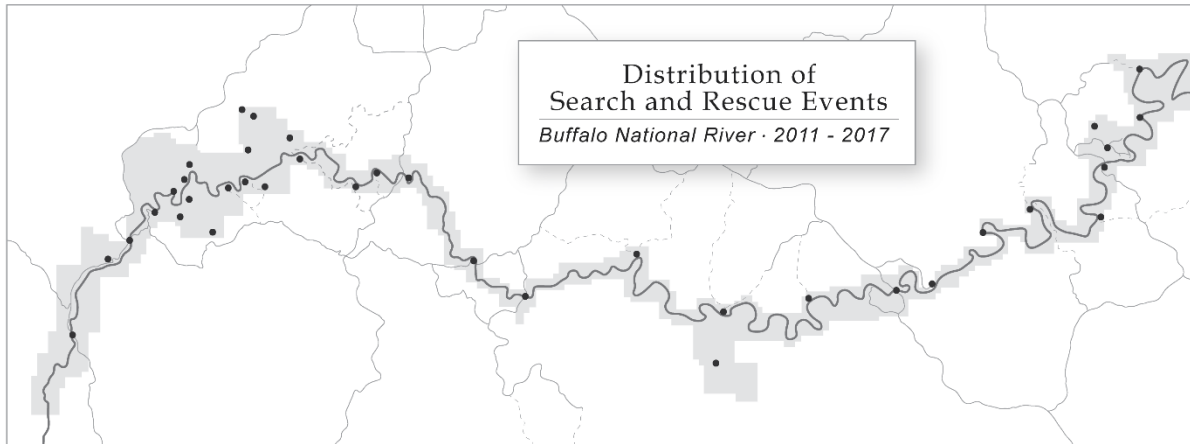 Distribution of
Search and Rescue Events
Buffalo National River · 2011 - 2017